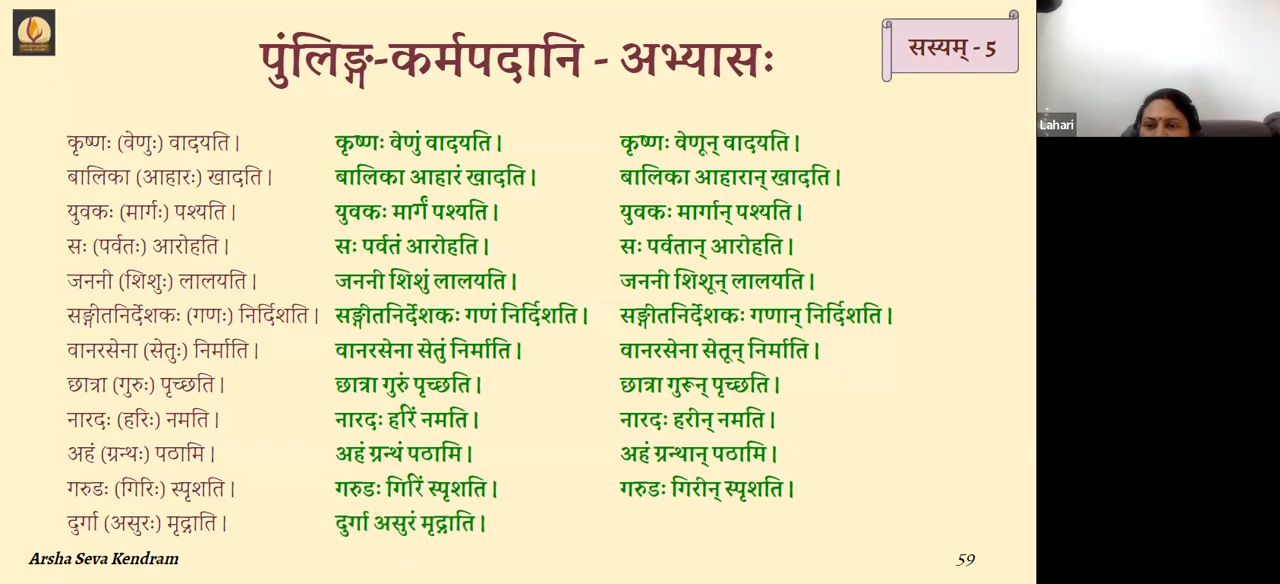 पुंलिङ्ग-कर्मपदानि - अभ्यासः
सस्यम् - 5
Lahari
कृष्णः (वेणुः) वादयति। कृष्णः वेणुं वादयति। कृष्णः वेणून् वादयति।
बालिका (आहारः) खादति। बालिका आहारं खादति। बालिका आहारान् खादति।
युवकः (मार्गः) पश्यति। युवकः मार्गं पश्यति। युवकः मार्गान् पश्यति।
सः (पर्वतः) आरोहति। सः पर्वतं आरोहति। सः पर्वतान् आरोहति।
जननी (शिशुः) लालयति। जननी शिशुं लालयति। जननी शिशून् लालयति।
सङ्गीतनिर्देशकः (गणः) निर्दिशति। सङ्गीतनिर्देशकः गणं निर्दिशति। सङ्गीतनिर्देशकः गणान् निर्दिशति।
वानरसेना (सेतुः) निर्माति। वानरसेना सेतुं निर्माति। वानरसेना सेतून् निर्माति।
छात्रा (गुरुः) पृच्छति। छात्रा गुरुं पृच्छति। छात्रा गुरून् पृच्छति।
नारदः (हरिः) नमति। नारदः हरिं नमति। नारदः हरीन् नमति।
अहं (ग्रन्थः) पठामि। अहं ग्रन्थं पठामि। अहं ग्रन्थान् पठामि।
गरुडः (गिरिः) स्पृशति। गरुडः गिरिं स्पृशति। गरुडः गिरीन् स्पृशति।
दुर्गा (असुरः) मृद्नाति। दुर्गा असुरं मृद्नाति।
Arsha Seva Kendram
59